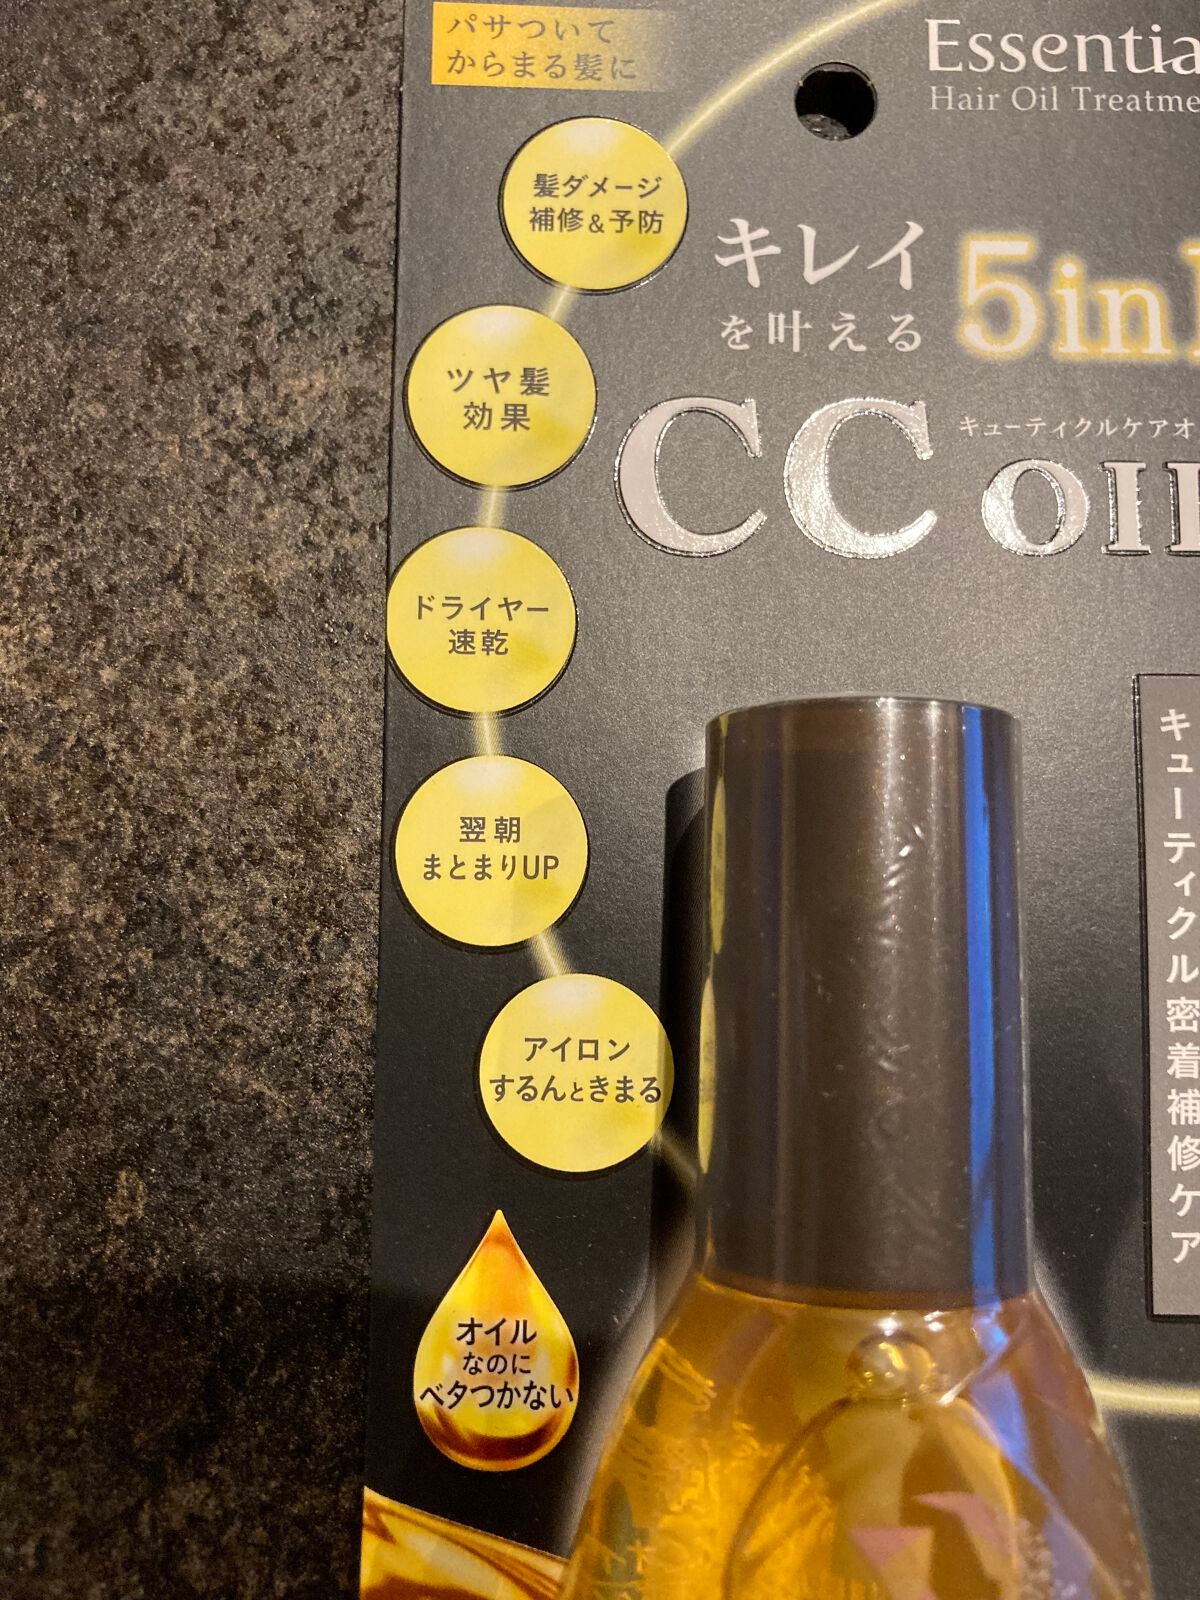 パサついて
からまる髪に
Essentia
Hair Oil Treatme
髪ダメージ
補修&予防
キレイ
を叶える
5in1
ツヤ髪
効果
CC OIL
キューティクルケアオ
ドライヤー
速乾
翌朝
まとまりUP
アイロン
するんときまる
キューティクル密着補修ケア
オイル
なのに
ベタつかない